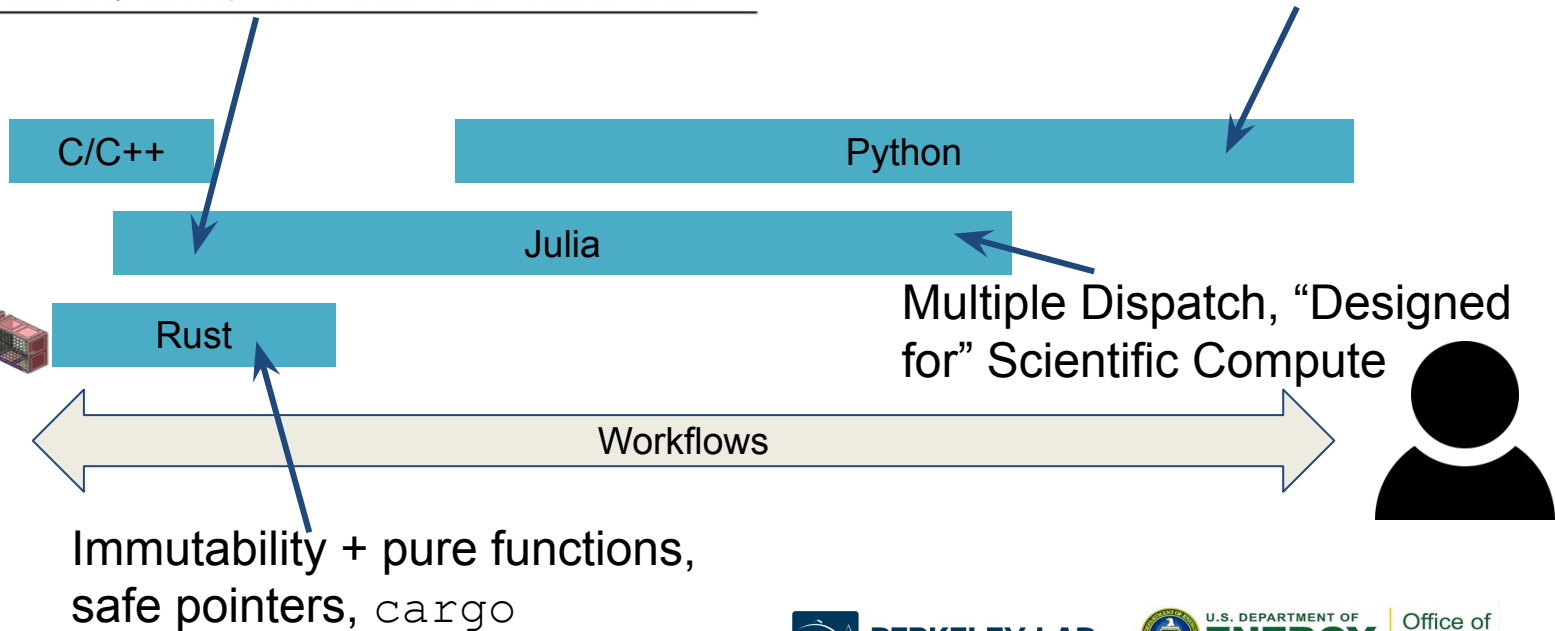 C/C++
Python
Julia
Multiple Dispatch, “Designed
for” Scientific Compute
Rust
Workflows
Immutability + pure functions,
safe pointers, cargo
U.S. DEPARTMENT OF
Office of